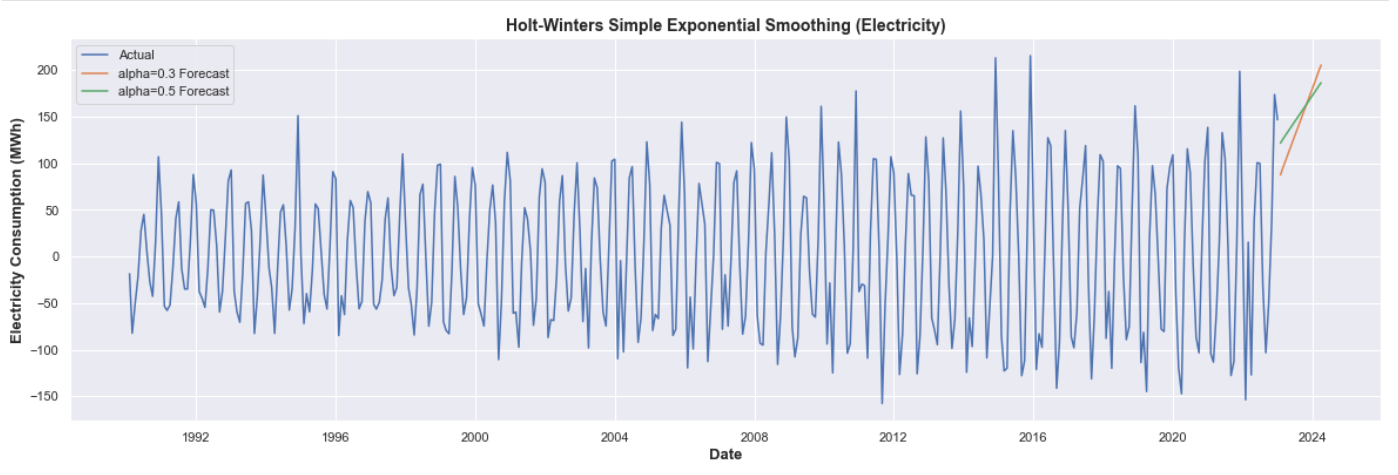 Holt-Winters Simple Exponential Smoothing (Electricity)
Actual
alpha=0.3 Forecast
alpha=0.5 Forecast
Electricity Consumption (MWh)
200
150
100
50
0
−50
−100
−150
1992
1996
2000
2004
2008
2012
2016
2020
2024
Date